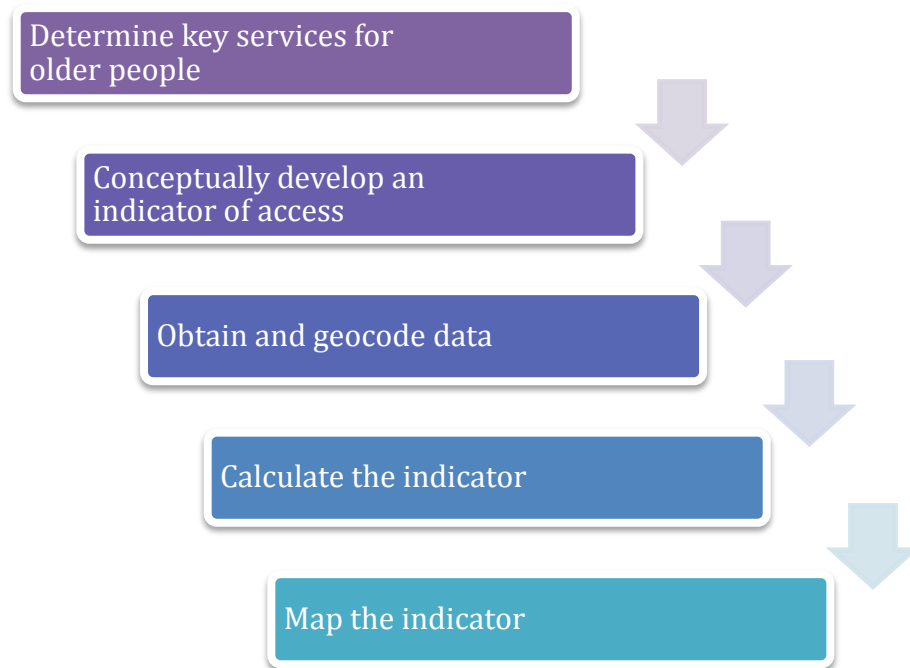 Determine key services for
older people
Conceptually develop an
indicator of access
Obtain and geocode data
Calculate the indicator
Map the indicator